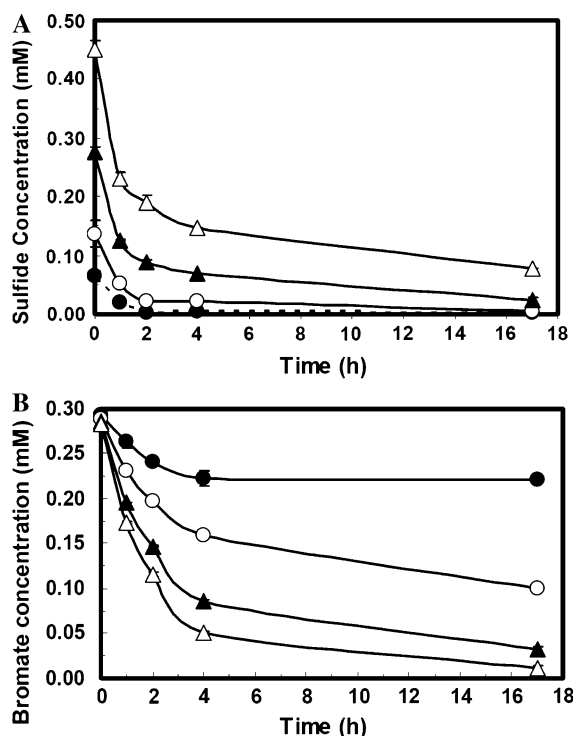 A
Sulfide Concentration (mM)
0.50
0.40
0.30
0.20
0.10
0.00
0 2 4 6 8 10 12 14 16 18
Time (h)
B
Bromate concentration (mM)
0.30
0.25
0.20
0.15
0.10
0.05
0.00
0 2 4 6 8 10 12 14 16 18
Time (h)